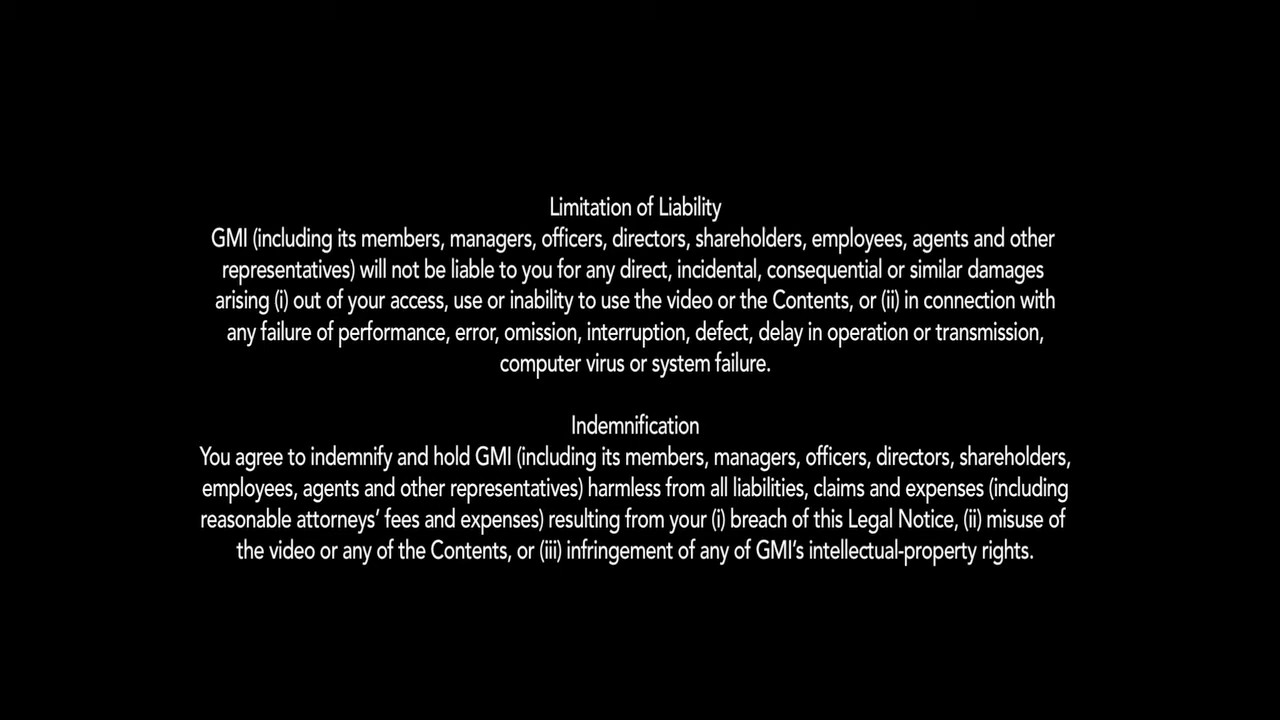 Limitation of Liability
GMI (including its members, managers, officers, directors, shareholders, employees, agents and other
representatives) will not be liable to you for any direct, incidental, consequential or similar damages
arising (i) out of your access, use or inability to use the video or the Contents, or (ii) in connection with
any failure of performance, error, omission, interruption, defect, delay in operation or transmission,
computer virus or system failure.
Indemnification
You agree to indemnify and hold GMI (including its members, managers, officers, directors, shareholders,
employees, agents and other representatives) harmless from all liabilities, claims and expenses (including
reasonable attorneys’ fees and expenses) resulting from your (i) breach of this Legal Notice, (ii) misuse of
the video or any of the Contents, or (iii) infringement of any of GMI’s intellectual-property rights.